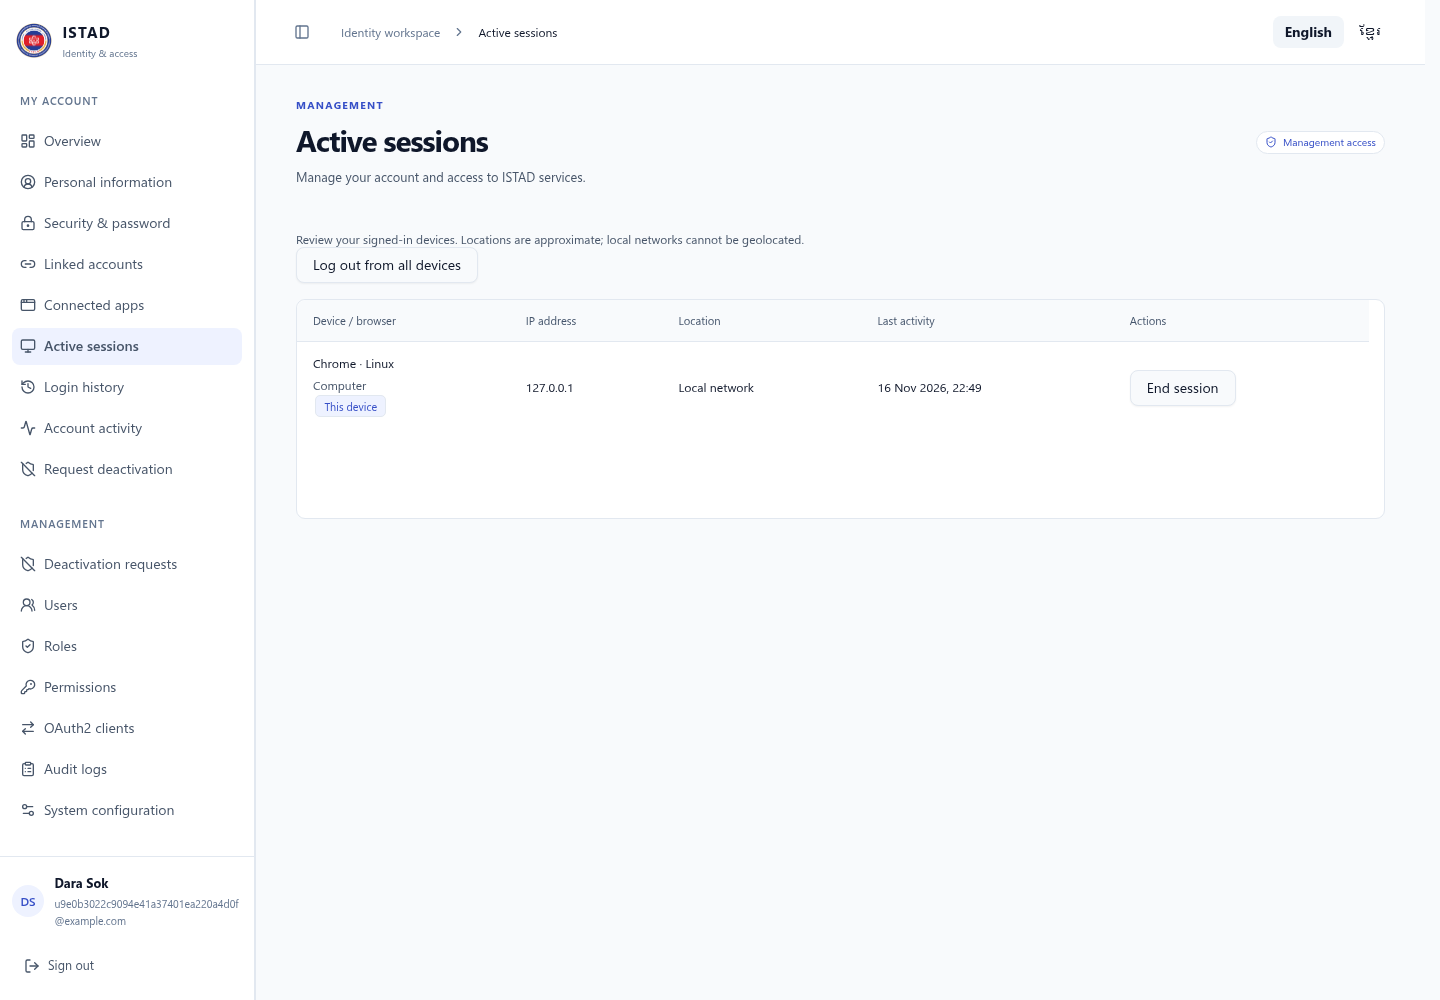 ISTAD
Identity & access
MY ACCOUNT
Overview
Personal information
Security & password
Linked accounts
Connected apps
Active sessions
Login history
Account activity
Request deactivation
MANAGEMENT
Deactivation requests
Users
Roles
Permissions
OAuth2 clients
Audit logs
System configuration
DS
Dara Sok
u9e0b3022c9094e41a37401ea220a4d0f
@example.com
Sign out
Identity workspace > Active sessions
English ខ្មែរ
MANAGEMENT
Active sessions
Management access
Manage your account and access to ISTAD services.
Review your signed-in devices. Locations are approximate; local networks cannot be geolocated.
Log out from all devices
Device / browser IP address Location Last activity Actions
Chrome · Linux
Computer
This device
127.0.0.1 Local network 16 Nov 2026, 22:49 End session